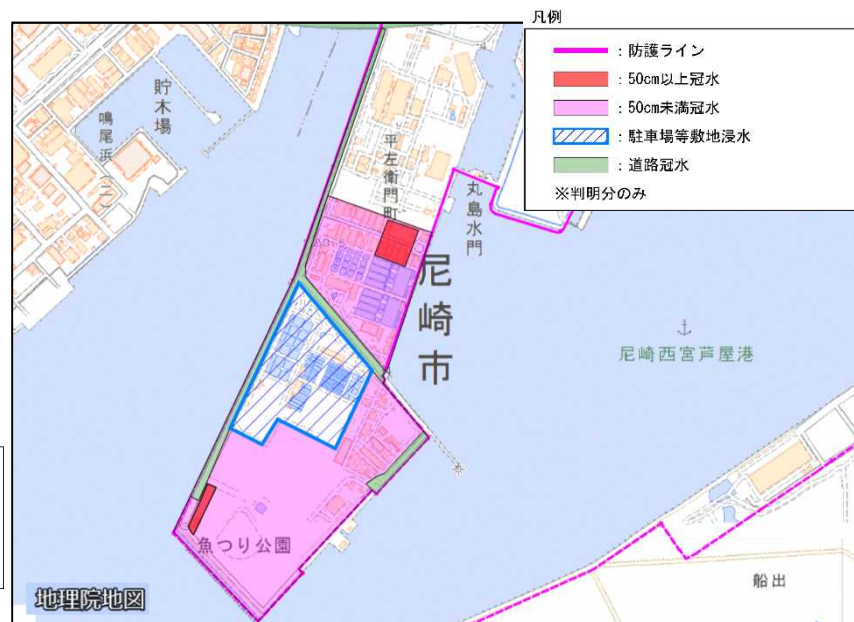 凡例
：防護ライン
：50cm以上冠水
：50cm未満冠水
：駐車場等敷地浸水
：道路冠水
※判明分のみ
貯木場
鳴尾浜（二）
平左衛門町
丸島水門
尼崎市
尼崎西宮芦屋港
魚つり公園
船出
地理院地図